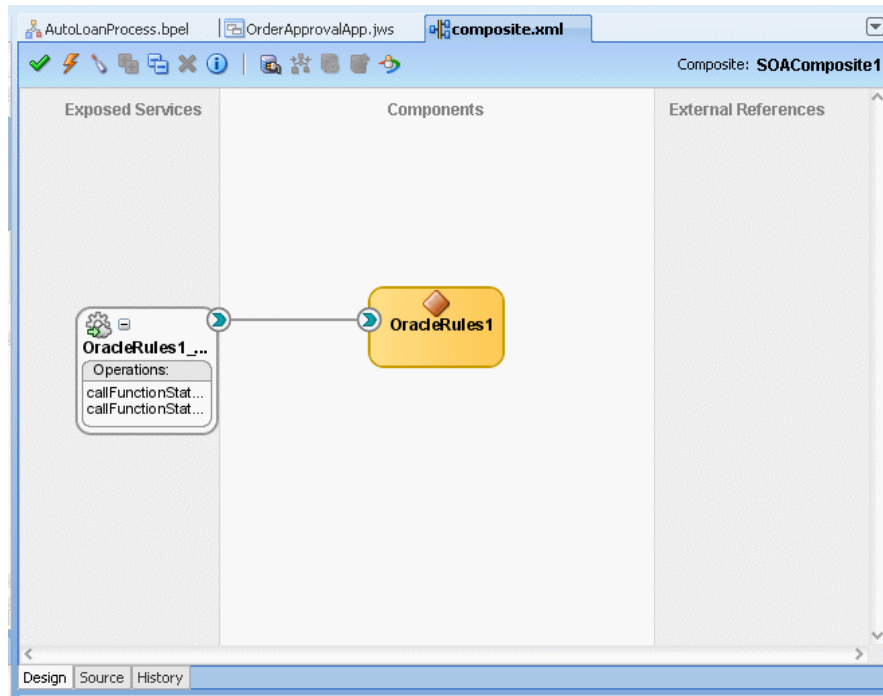 AutoLoanProcess.bpel OrderApprovalApp.jws composite.xml
Composite: SOAComposite1
Exposed Services Components External References
OracleRules1
OracleRules1_...
Operations:
callFunctionStat...
callFunctionStat...
Design Source History